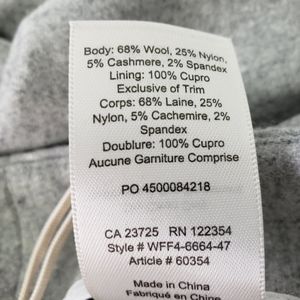 Body: 68% Wool, 25% Nylon,
5% Cashmere, 2% Spandex
Lining: 100% Cupro
Exclusive of Trim
Corps: 68% Laine, 25%
Nylon, 5% Cachemire, 2%
Spandex
Doublure: 100% Cupro
Aucune Garniture Comprise
PO 4500084218
CA 23725 RN 122354
Style # WFF4-6664-47
Article # 60354
Made in China
Fabriqué en Chine